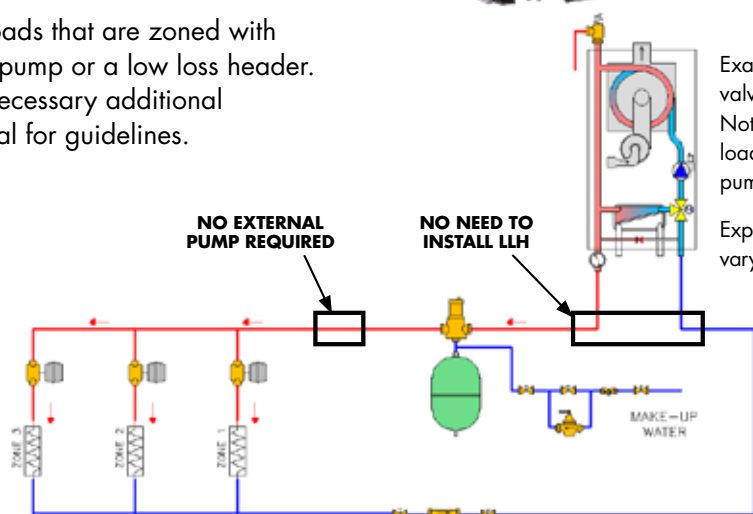 oads that are zoned with
pump or a low loss header.
ecessary additional
al for guidelines.
Exa
valv
Not
load
pum
Exp
vary
NO EXTERNAL
PUMP REQUIRED
NO NEED TO
INSTALL LLH
MAKE-UP
WATER
ZONE 3
ZONE 2
ZONE 1